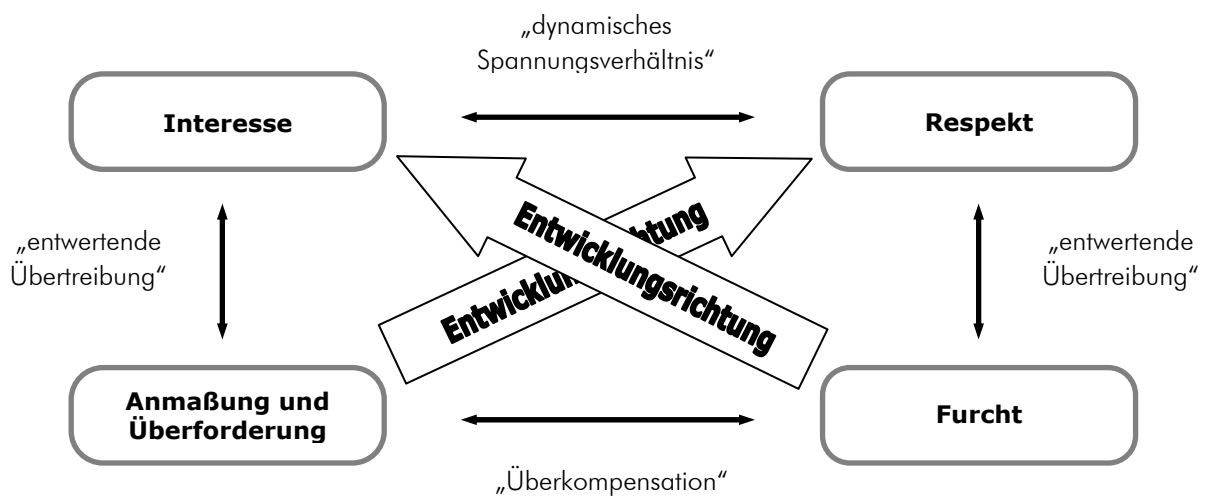 „dynamisches
Spannungsverhältnis“
Interesse
Respekt
Entwicklungsrichtung
Entwicklungsrichtung
„entwertende
Übertreibung“
„entwertende
Übertreibung“
Anmaßung und
Überforderung
Furcht
„Überkompensation“